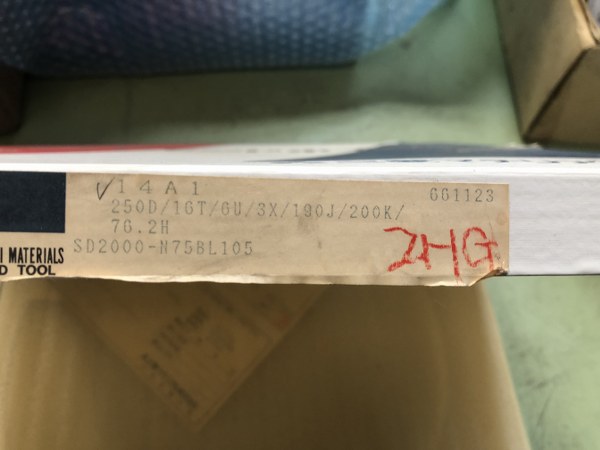 14A1
661123
250D/16T/6U/3X/190J/200K/
76.2H
SD2000-N75BL105
2HG
I MATERIALS
D TOOL